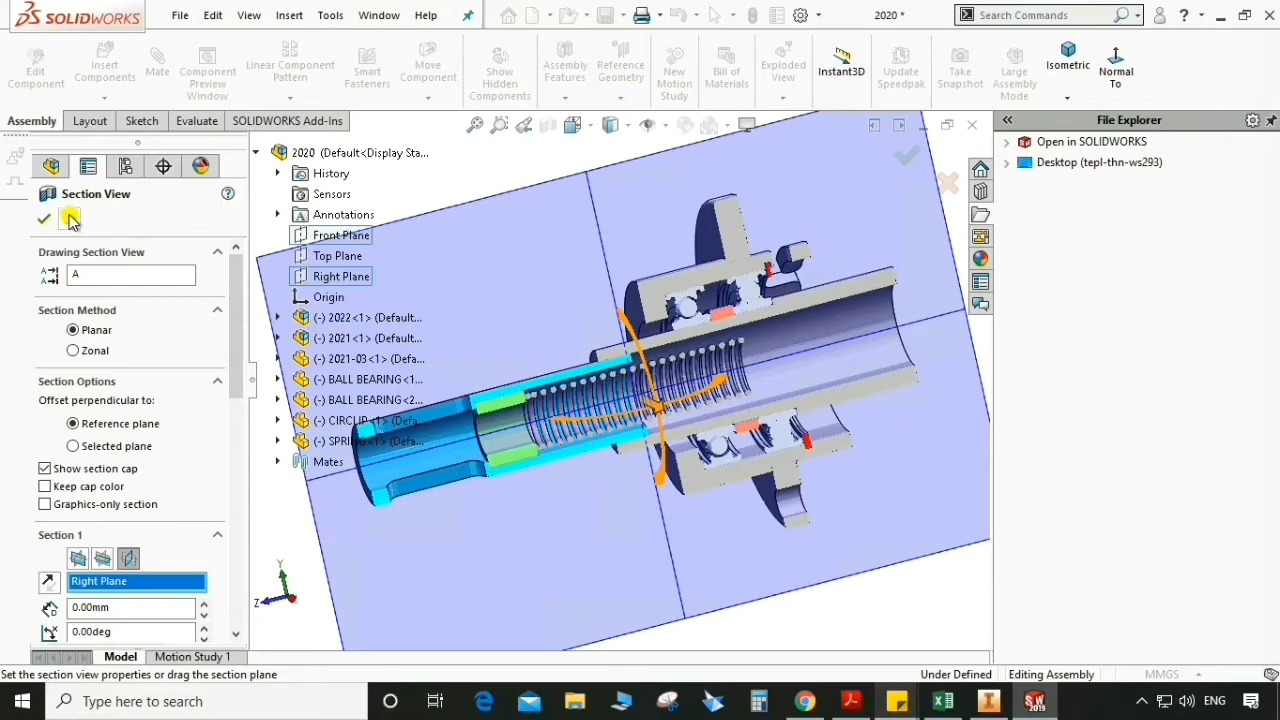 SOLIDWORKS File Edit View Insert Tools Window Help 2020 * Search Commands ?
Edit Component
Insert Components
Mate
Component Preview Window
Linear Component Pattern
Smart Fasteners
Move Component
Show Hidden Components
Assembly Features
Reference Geometry
New Motion Study
Bill of Materials
Exploded View
Instant3D
Update Speedpak
Take Snapshot
Large Assembly Mode
Isometric
Normal To
Assembly Layout Sketch Evaluate SOLIDWORKS Add-Ins
File Explorer
Open in SOLIDWORKS
Desktop (tepl-thn-ws293)
Section View
Drawing Section View
A
Section Method
Planar
Zonal
Section Options
Offset perpendicular to:
Reference plane
Selected plane
Show section cap
Keep cap color
Graphics-only section
Section 1
Right Plane
0.00mm
0.00deg
2020 (Default<Display Sta...
History
Sensors
Annotations
Front Plane
Top Plane
Right Plane
Origin
(-) 2022<1> (Default...
(-) 2021<1> (Default...
(-) 2021-03<1> (Defa...
(-) BALL BEARING<1...
(-) BALL BEARING<2...
(-) CIRCLIP<1> (Defa...
(-) SPRING<1> (Defa...
Mates
Y
Z
Model Motion Study 1
Set the section view properties or drag the section plane Under Defined Editing Assembly MMGS
Type here to search ENG
SW
2019